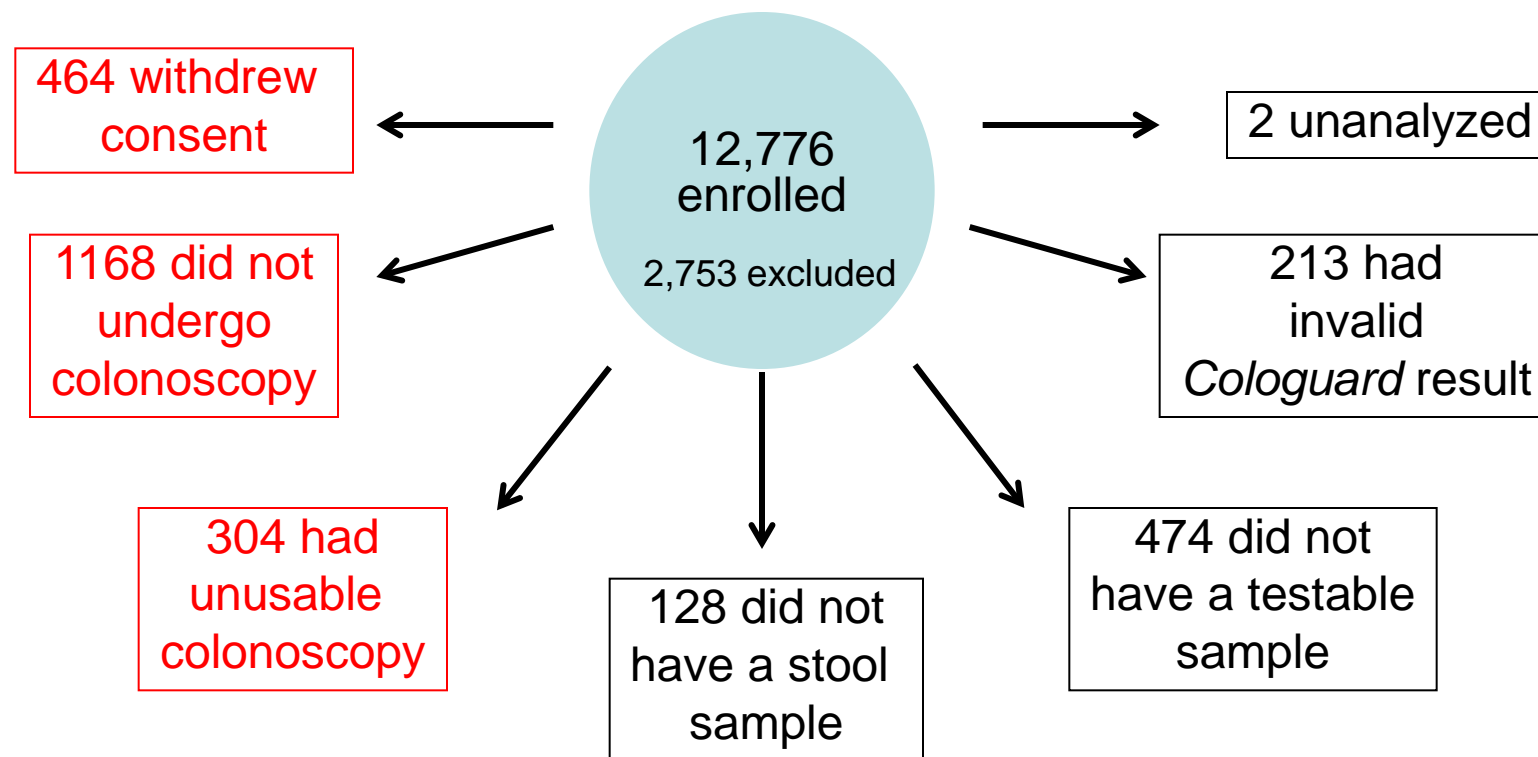 464 withdrew
consent
12,776
enrolled
2,753 excluded
2 unanalyzed
1168 did not
undergo
colonoscopy
213 had
invalid
Cologuard result
304 had
unusable
colonoscopy
128 did not
have a stool
sample
474 did not
have a testable
sample